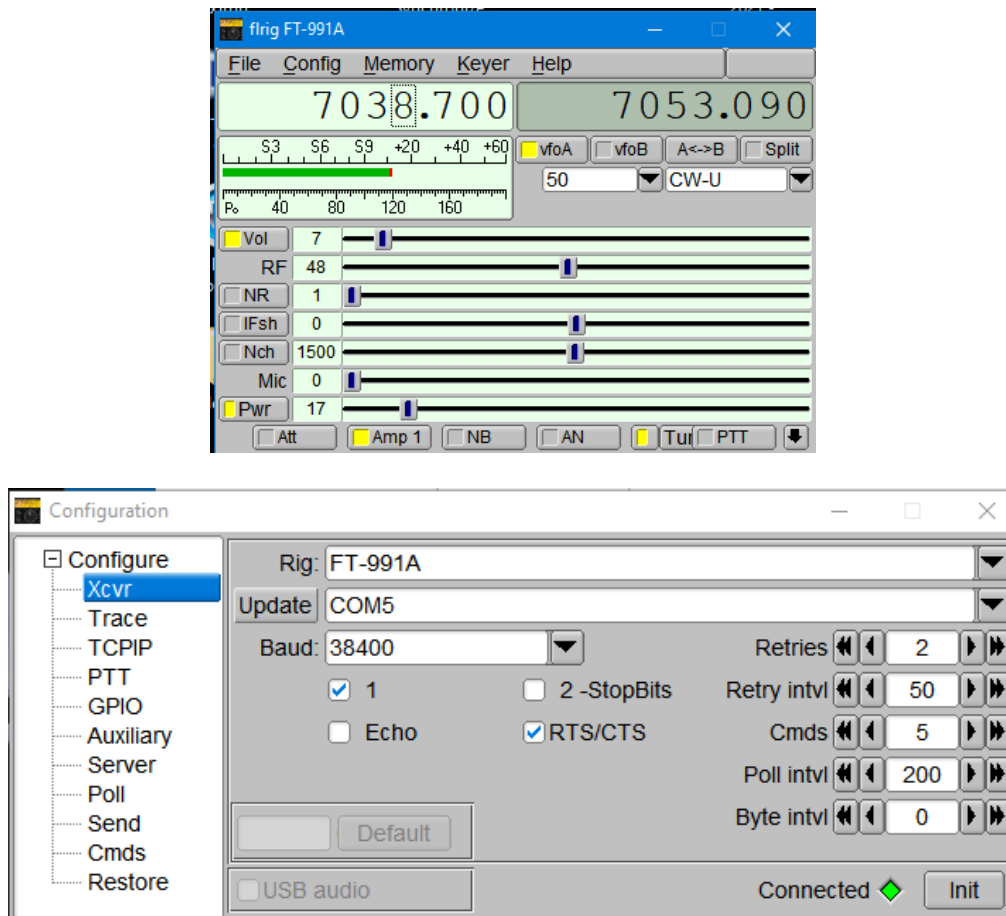 flrig FT-991A
File Config Memory Keyer Help
7038.700 7053.090
S3 S6 S9 +20 +40 +60
vfoA vfoB A<->B Split
50 CW-U
Po 40 80 120 160
Vol 7
RF 48
NR 1
IFsh 0
Nch 1500
Mic 0
Pwr 17
Att Amp 1 NB AN PTT
Configuration
Configure
Xcvr
Trace
TCPIP
PTT
GPIO
Auxiliary
Server
Poll
Send
Cmds
Restore
Rig: FT-991A
Update COM5
Baud: 38400
1 2 -StopBits
Echo RTS/CTS
Retries 2
Retry intvl 50
Cmds 5
Poll intvl 200
Byte intvl 0
Default
USB audio
Connected Init